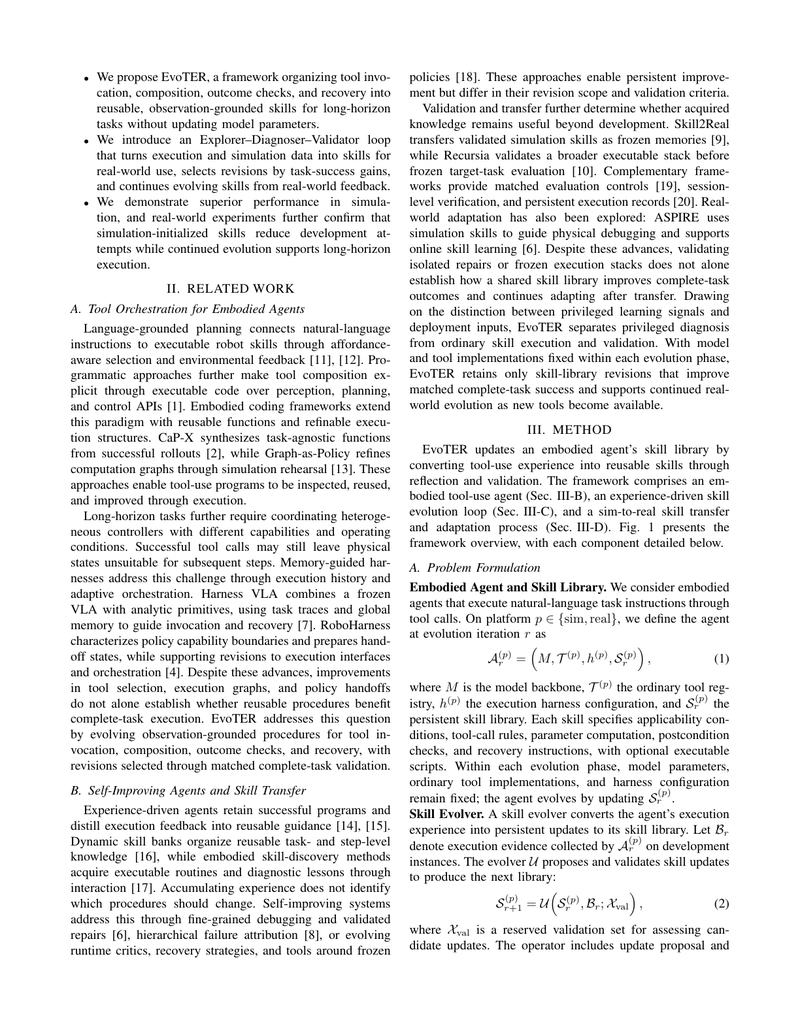 • We propose EvoTER, a framework organizing tool invo-
cation, composition, outcome checks, and recovery into
reusable, observation-grounded skills for long-horizon
tasks without updating model parameters.
• We introduce an Explorer–Diagnoser–Validator loop
that turns execution and simulation data into skills for
real-world use, selects revisions by task-success gains,
and continues evolving skills from real-world feedback.
• We demonstrate superior performance in simula-
tion, and real-world experiments further confirm that
simulation-initialized skills reduce development at-
tempts while continued evolution supports long-horizon
execution.
II. RELATED WORK
A. Tool Orchestration for Embodied Agents
Language-grounded planning connects natural-language
instructions to executable robot skills through affordance-
aware selection and environmental feedback [11], [12]. Pro-
grammatic approaches further make tool composition ex-
plicit through executable code over perception, planning,
and control APIs [1]. Embodied coding frameworks extend
this paradigm with reusable functions and refinable execu-
tion structures. CaP-X synthesizes task-agnostic functions
from successful rollouts [2], while Graph-as-Policy refines
computation graphs through simulation rehearsal [13]. These
approaches enable tool-use programs to be inspected, reused,
and improved through execution.
Long-horizon tasks further require coordinating heteroge-
neous controllers with different capabilities and operating
conditions. Successful tool calls may still leave physical
states unsuitable for subsequent steps. Memory-guided har-
nesses address this challenge through execution history and
adaptive orchestration. Harness VLA combines a frozen
VLA with analytic primitives, using task traces and global
memory to guide invocation and recovery [7]. RoboHarness
characterizes policy capability boundaries and prepares hand-
off states, while supporting revisions to execution interfaces
and orchestration [4]. Despite these advances, improvements
in tool selection, execution graphs, and policy handoffs
do not alone establish whether reusable procedures benefit
complete-task execution. EvoTER addresses this question
by evolving observation-grounded procedures for tool in-
vocation, composition, outcome checks, and recovery, with
revisions selected through matched complete-task validation.
B. Self-Improving Agents and Skill Transfer
Experience-driven agents retain successful programs and
distill execution feedback into reusable guidance [14], [15].
Dynamic skill banks organize reusable task- and step-level
knowledge [16], while embodied skill-discovery methods
acquire executable routines and diagnostic lessons through
interaction [17]. Accumulating experience does not identify
which procedures should change. Self-improving systems
address this through fine-grained debugging and validated
repairs [6], hierarchical failure attribution [8], or evolving
runtime critics, recovery strategies, and tools around frozen
policies [18]. These approaches enable persistent improve-
ment but differ in their revision scope and validation criteria.
Validation and transfer further determine whether acquired
knowledge remains useful beyond development. Skill2Real
transfers validated simulation skills as frozen memories [9],
while Recursia validates a broader executable stack before
frozen target-task evaluation [10]. Complementary frame-
works provide matched evaluation controls [19], session-
level verification, and persistent execution records [20]. Real-
world adaptation has also been explored: ASPIRE uses
simulation skills to guide physical debugging and supports
online skill learning [6]. Despite these advances, validating
isolated repairs or frozen execution stacks does not alone
establish how a shared skill library improves complete-task
outcomes and continues adapting after transfer. Drawing
on the distinction between privileged learning signals and
deployment inputs, EvoTER separates privileged diagnosis
from ordinary skill execution and validation. With model
and tool implementations fixed within each evolution phase,
EvoTER retains only skill-library revisions that improve
matched complete-task success and supports continued real-
world evolution as new tools become available.
III. METHOD
EvoTER updates an embodied agent's skill library by
converting tool-use experience into reusable skills through
reflection and validation. The framework comprises an em-
bodied tool-use agent (Sec. III-B), an experience-driven skill
evolution loop (Sec. III-C), and a sim-to-real skill transfer
and adaptation process (Sec. III-D). Fig. 1 presents the
framework overview, with each component detailed below.
A. Problem Formulation
Embodied Agent and Skill Library. We consider embodied
agents that execute natural-language task instructions through
tool calls. On platform p ∈ {sim, real}, we define the agent
at evolution iteration r as
𝒜_r^{(p)} = (M, 𝒯^{(p)}, h^{(p)}, 𝒮_r^{(p)}), (1)
where M is the model backbone, 𝒯^{(p)} the ordinary tool reg-
istry, h^{(p)} the execution harness configuration, and 𝒮_r^{(p)} the
persistent skill library. Each skill specifies applicability con-
ditions, tool-call rules, parameter computation, postcondition
checks, and recovery instructions, with optional executable
scripts. Within each evolution phase, model parameters,
ordinary tool implementations, and harness configuration
remain fixed; the agent evolves by updating 𝒮_r^{(p)}.
Skill Evolver. A skill evolver converts the agent's execution
experience into persistent updates to its skill library. Let ℬ_r
denote execution evidence collected by 𝒜_r^{(p)} on development
instances. The evolver 𝒰 proposes and validates skill updates
to produce the next library:
𝒮_{r+1}^{(p)} = 𝒰(𝒮_r^{(p)}, ℬ_r; 𝒳_val), (2)
where 𝒳_val is a reserved validation set for assessing can-
didate updates. The operator includes update proposal and